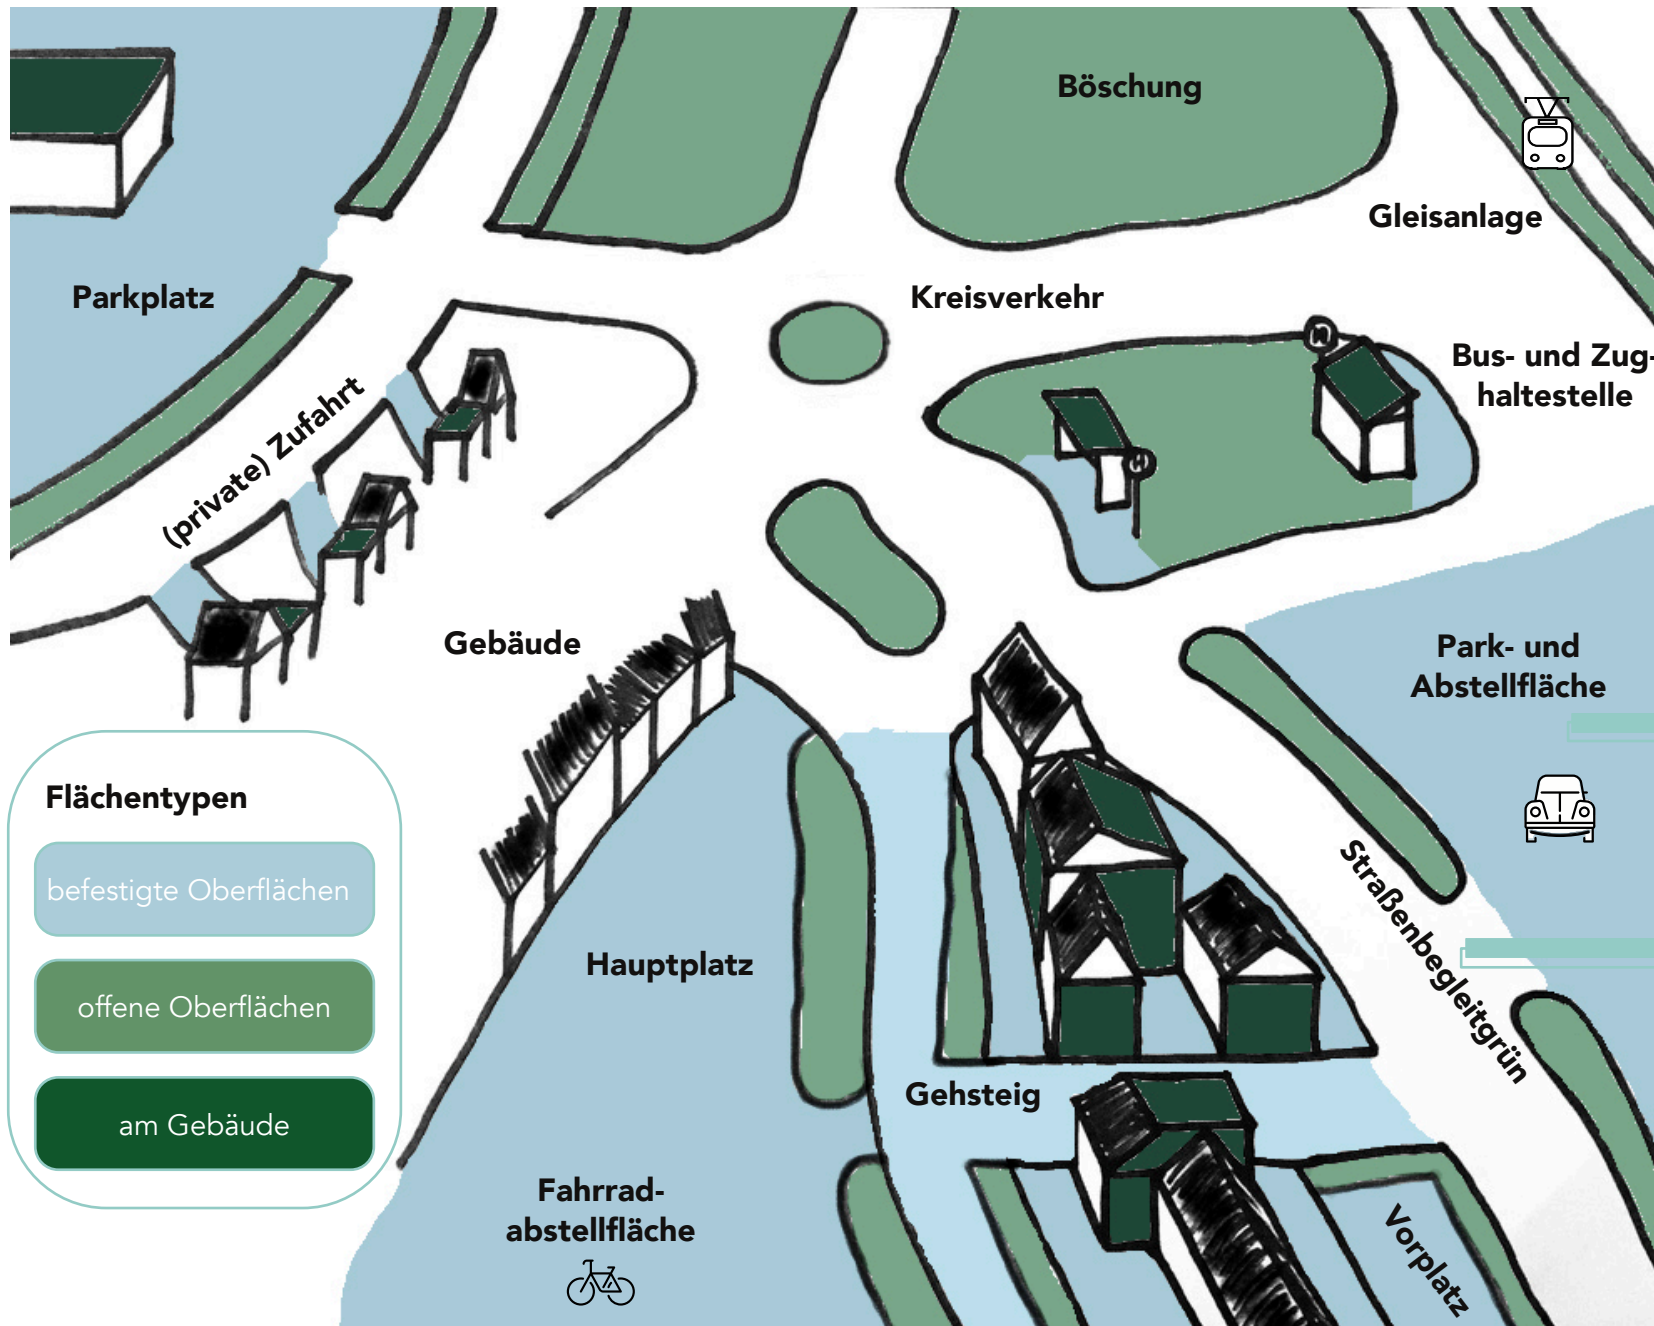 Böschung
Gleisanlage
Parkplatz
Kreisverkehr
Bus- und Zug-
haltestelle
(private) Zufahrt
H
H
Gebäude
Park- und
Abstellfläche
Flächentypen
befestigte Oberflächen
offene Oberflächen
am Gebäude
Straßenbegleitgrün
Hauptplatz
Gehsteig
Fahrrad-
abstellfläche
Vorplatz